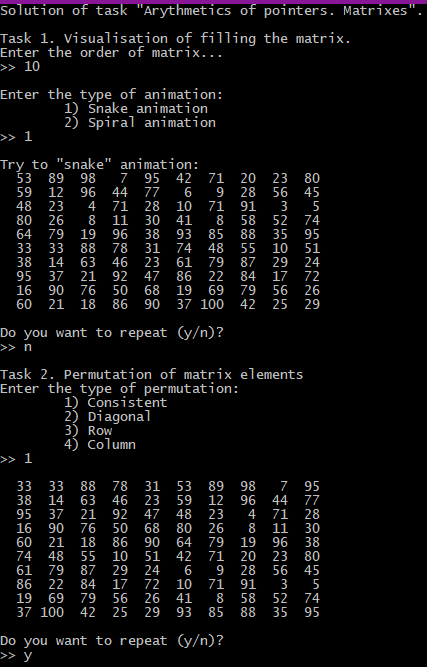 Solution of task "Arythmetics of pointers. Matrixes".
Task 1. Visualisation of filling the matrix.
Enter the order of matrix...
>> 10
Enter the type of animation:
1) Snake animation
2) Spiral animation
>> 1
Try to "snake" animation:
53 89 98 7 95 42 71 20 23 80
59 12 96 44 77 6 9 28 56 45
48 23 4 71 28 10 71 91 3 5
80 26 8 11 30 41 8 58 52 74
64 79 19 96 38 93 85 88 35 95
33 33 88 78 31 74 48 55 10 51
38 14 63 46 23 61 79 87 29 24
95 37 21 92 47 86 22 84 17 72
16 90 76 50 68 19 69 79 56 26
60 21 18 86 90 37 100 42 25 29
Do you want to repeat (y/n)?
>> n
Task 2. Permutation of matrix elements
Enter the type of permutation:
1) Consistent
2) Diagonal
3) Row
4) Column
>> 1
33 33 88 78 31 53 89 98 7 95
38 14 63 46 23 59 12 96 44 77
95 37 21 92 47 48 23 4 71 28
16 90 76 50 68 80 26 8 11 30
60 21 18 86 90 64 79 19 96 38
74 48 55 10 51 42 71 20 23 80
61 79 87 29 24 6 9 28 56 45
86 22 84 17 72 10 71 91 3 5
19 69 79 56 26 41 8 58 52 74
37 100 42 25 29 93 85 88 35 95
Do you want to repeat (y/n)?
>> y